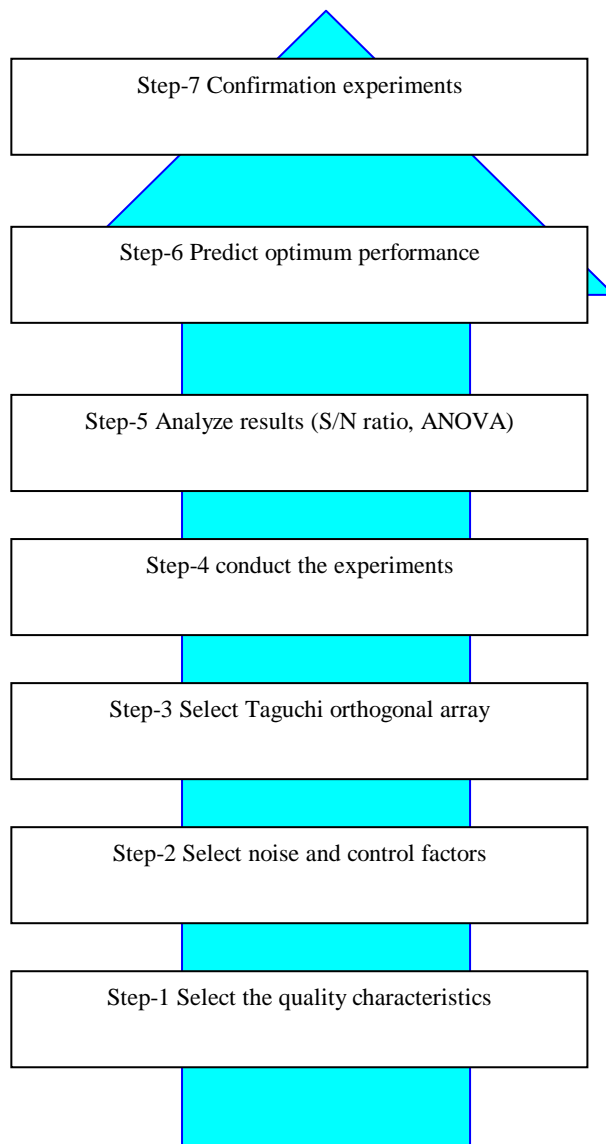 Step-7 Confirmation experiments
Step-6 Predict optimum performance
Step-5 Analyze results (S/N ratio, ANOVA)
Step-4 conduct the experiments
Step-3 Select Taguchi orthogonal array
Step-2 Select noise and control factors
Step-1 Select the quality characteristics